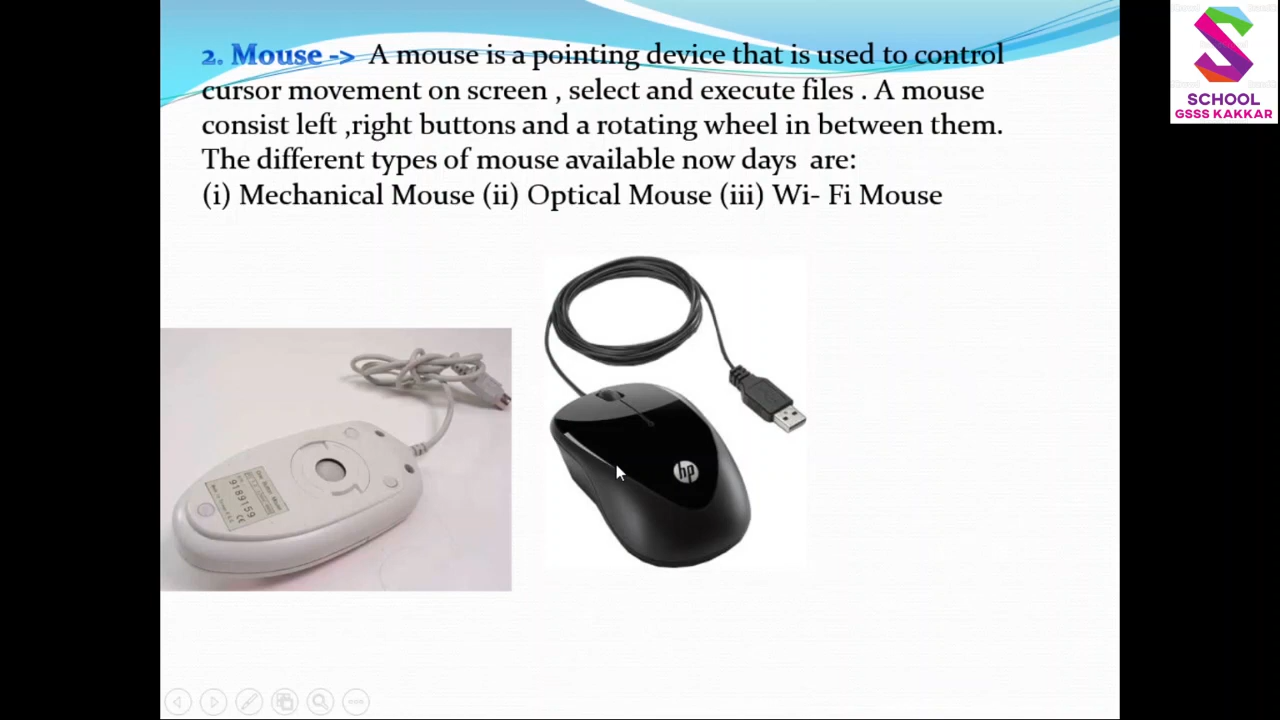 2. Mouse -> A mouse is a pointing device that is used to control
cursor movement on screen , select and execute files . A mouse
consist left ,right buttons and a rotating wheel in between them.
The different types of mouse available now days are:
(i) Mechanical Mouse (ii) Optical Mouse (iii) Wi- Fi Mouse
SCHOOL
GSSS KAKKAR
hp
9189159
CE